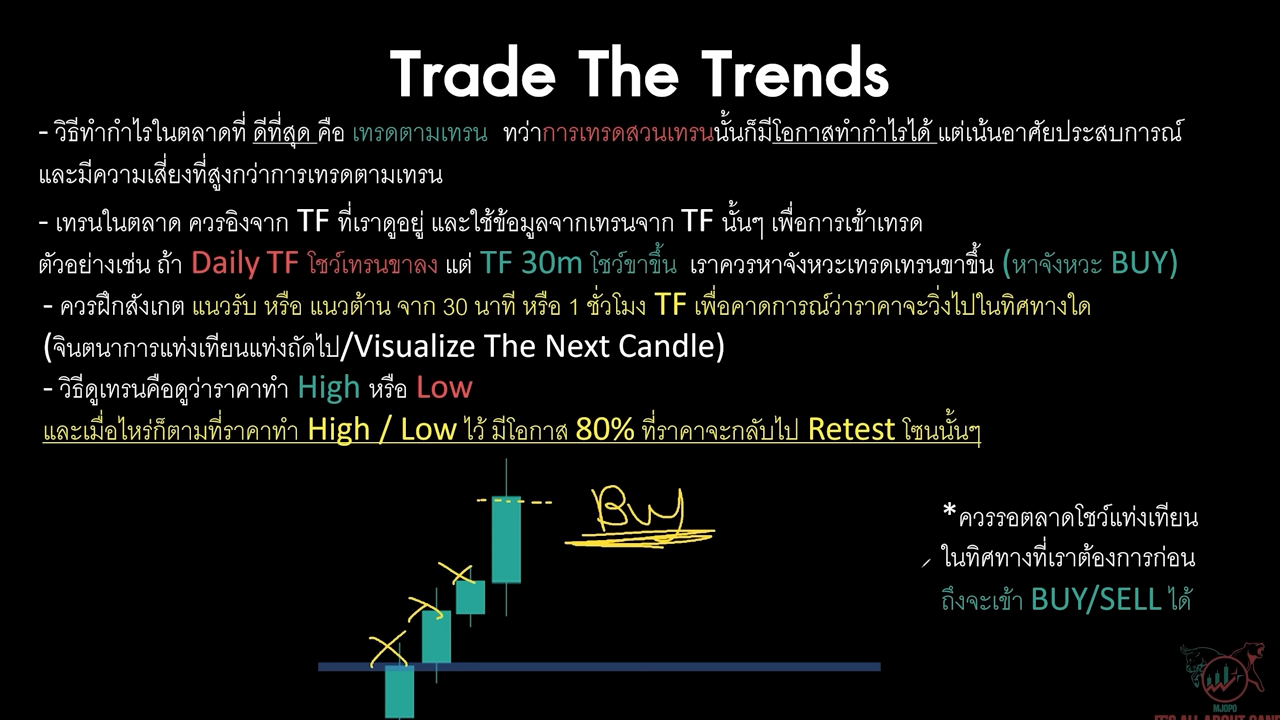 Trade The Trends
- วิธีทำกำไรในตลาดที่ ดีที่สุด คือ เทรดตามเทรน ทว่าการเทรดสวนเทรนนั้นก็มีโอกาสทำกำไรได้ แต่เน้นอาศัยประสบการณ์
และมีความเสี่ยงที่สูงกว่าการเทรดตามเทรน
- เทรนในตลาด ควรอิงจาก TF ที่เราดูอยู่ และใช้ข้อมูลจากเทรนจาก TF นั้นๆ เพื่อการเข้าเทรด
ตัวอย่างเช่น ถ้า Daily TF โชว์เทรนขาลง แต่ TF 30m โชว์ขาขึ้น เราควรหาจังหวะเทรดเทรนขาขึ้น (หาจังหวะ BUY)
- ควรฝึกสังเกต แนวรับ หรือ แนวต้าน จาก 30 นาที หรือ 1 ชั่วโมง TF เพื่อคาดการณ์ว่าราคาจะวิ่งไปในทิศทางใด
(จินตนาการแท่งเทียนแท่งถัดไป/Visualize The Next Candle)
- วิธีดูเทรนคือดูว่าราคาทำ High หรือ Low
และเมื่อไหร่ก็ตามที่ราคาทำ High / Low ไว้ มีโอกาส 80% ที่ราคาจะกลับไป Retest โซนนั้นๆ
Buy
*ควรรอตลาดโชว์แท่งเทียน
ในทิศทางที่เราต้องการก่อน
ถึงจะเข้า BUY/SELL ได้
MJOPO
IT'S ALL ABOUT